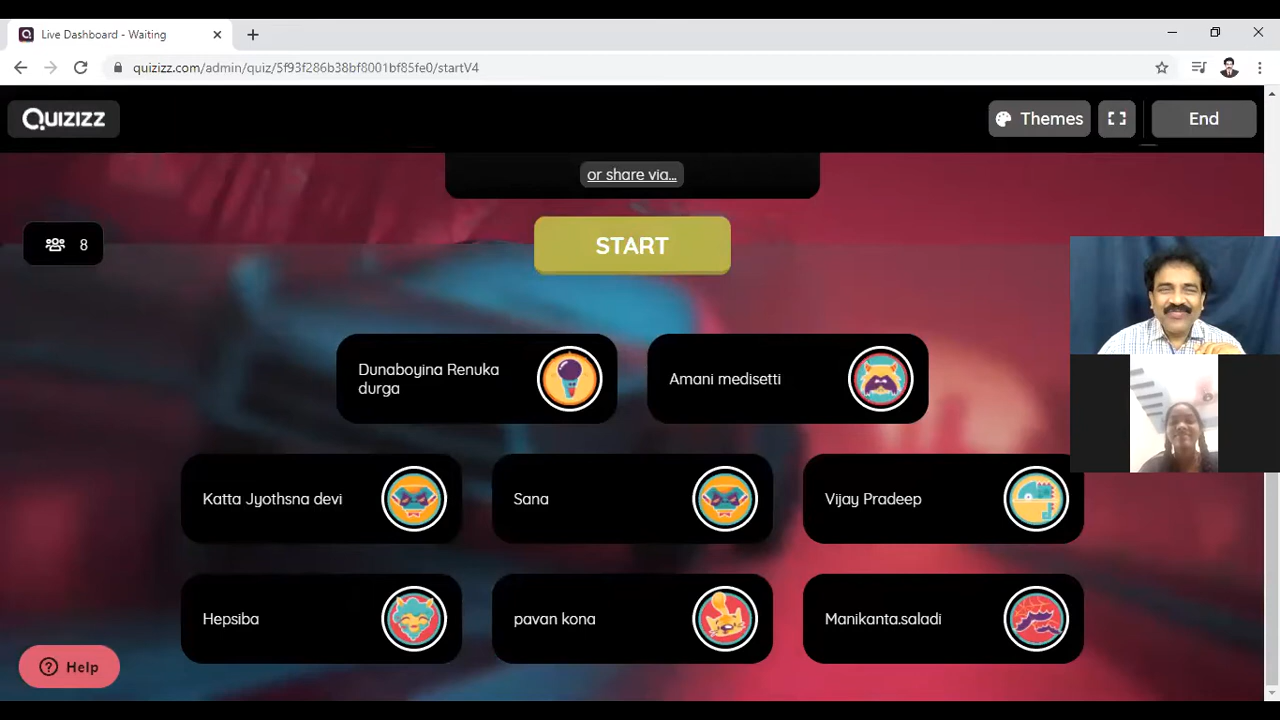 Live Dashboard - Waiting
quizizz.com/admin/quiz/5f93f286b38bf8001bf85fe0/startV4
Quizizz
Themes
End
or share via...
8
START
Dunaboyina Renuka
durga
Amani medisetti
Katta Jyothsna devi
Sana
Vijay Pradeep
Hepsiba
pavan kona
Manikanta.saladi
Help